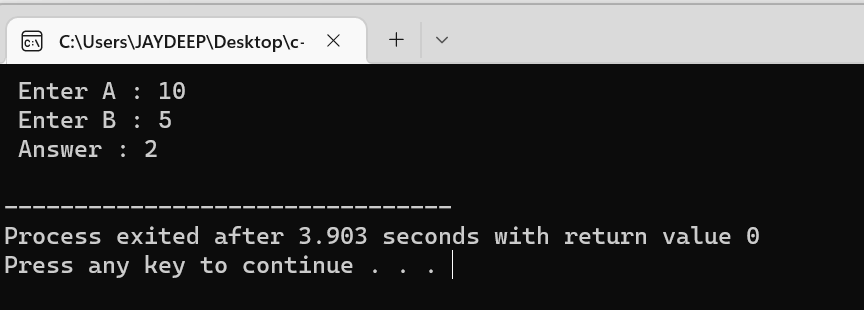 C:\Users\JAYDEEP\Desktop\c-
Enter A : 10
Enter B : 5
Answer : 2
--------------------------------
Process exited after 3.903 seconds with return value 0
Press any key to continue . . .